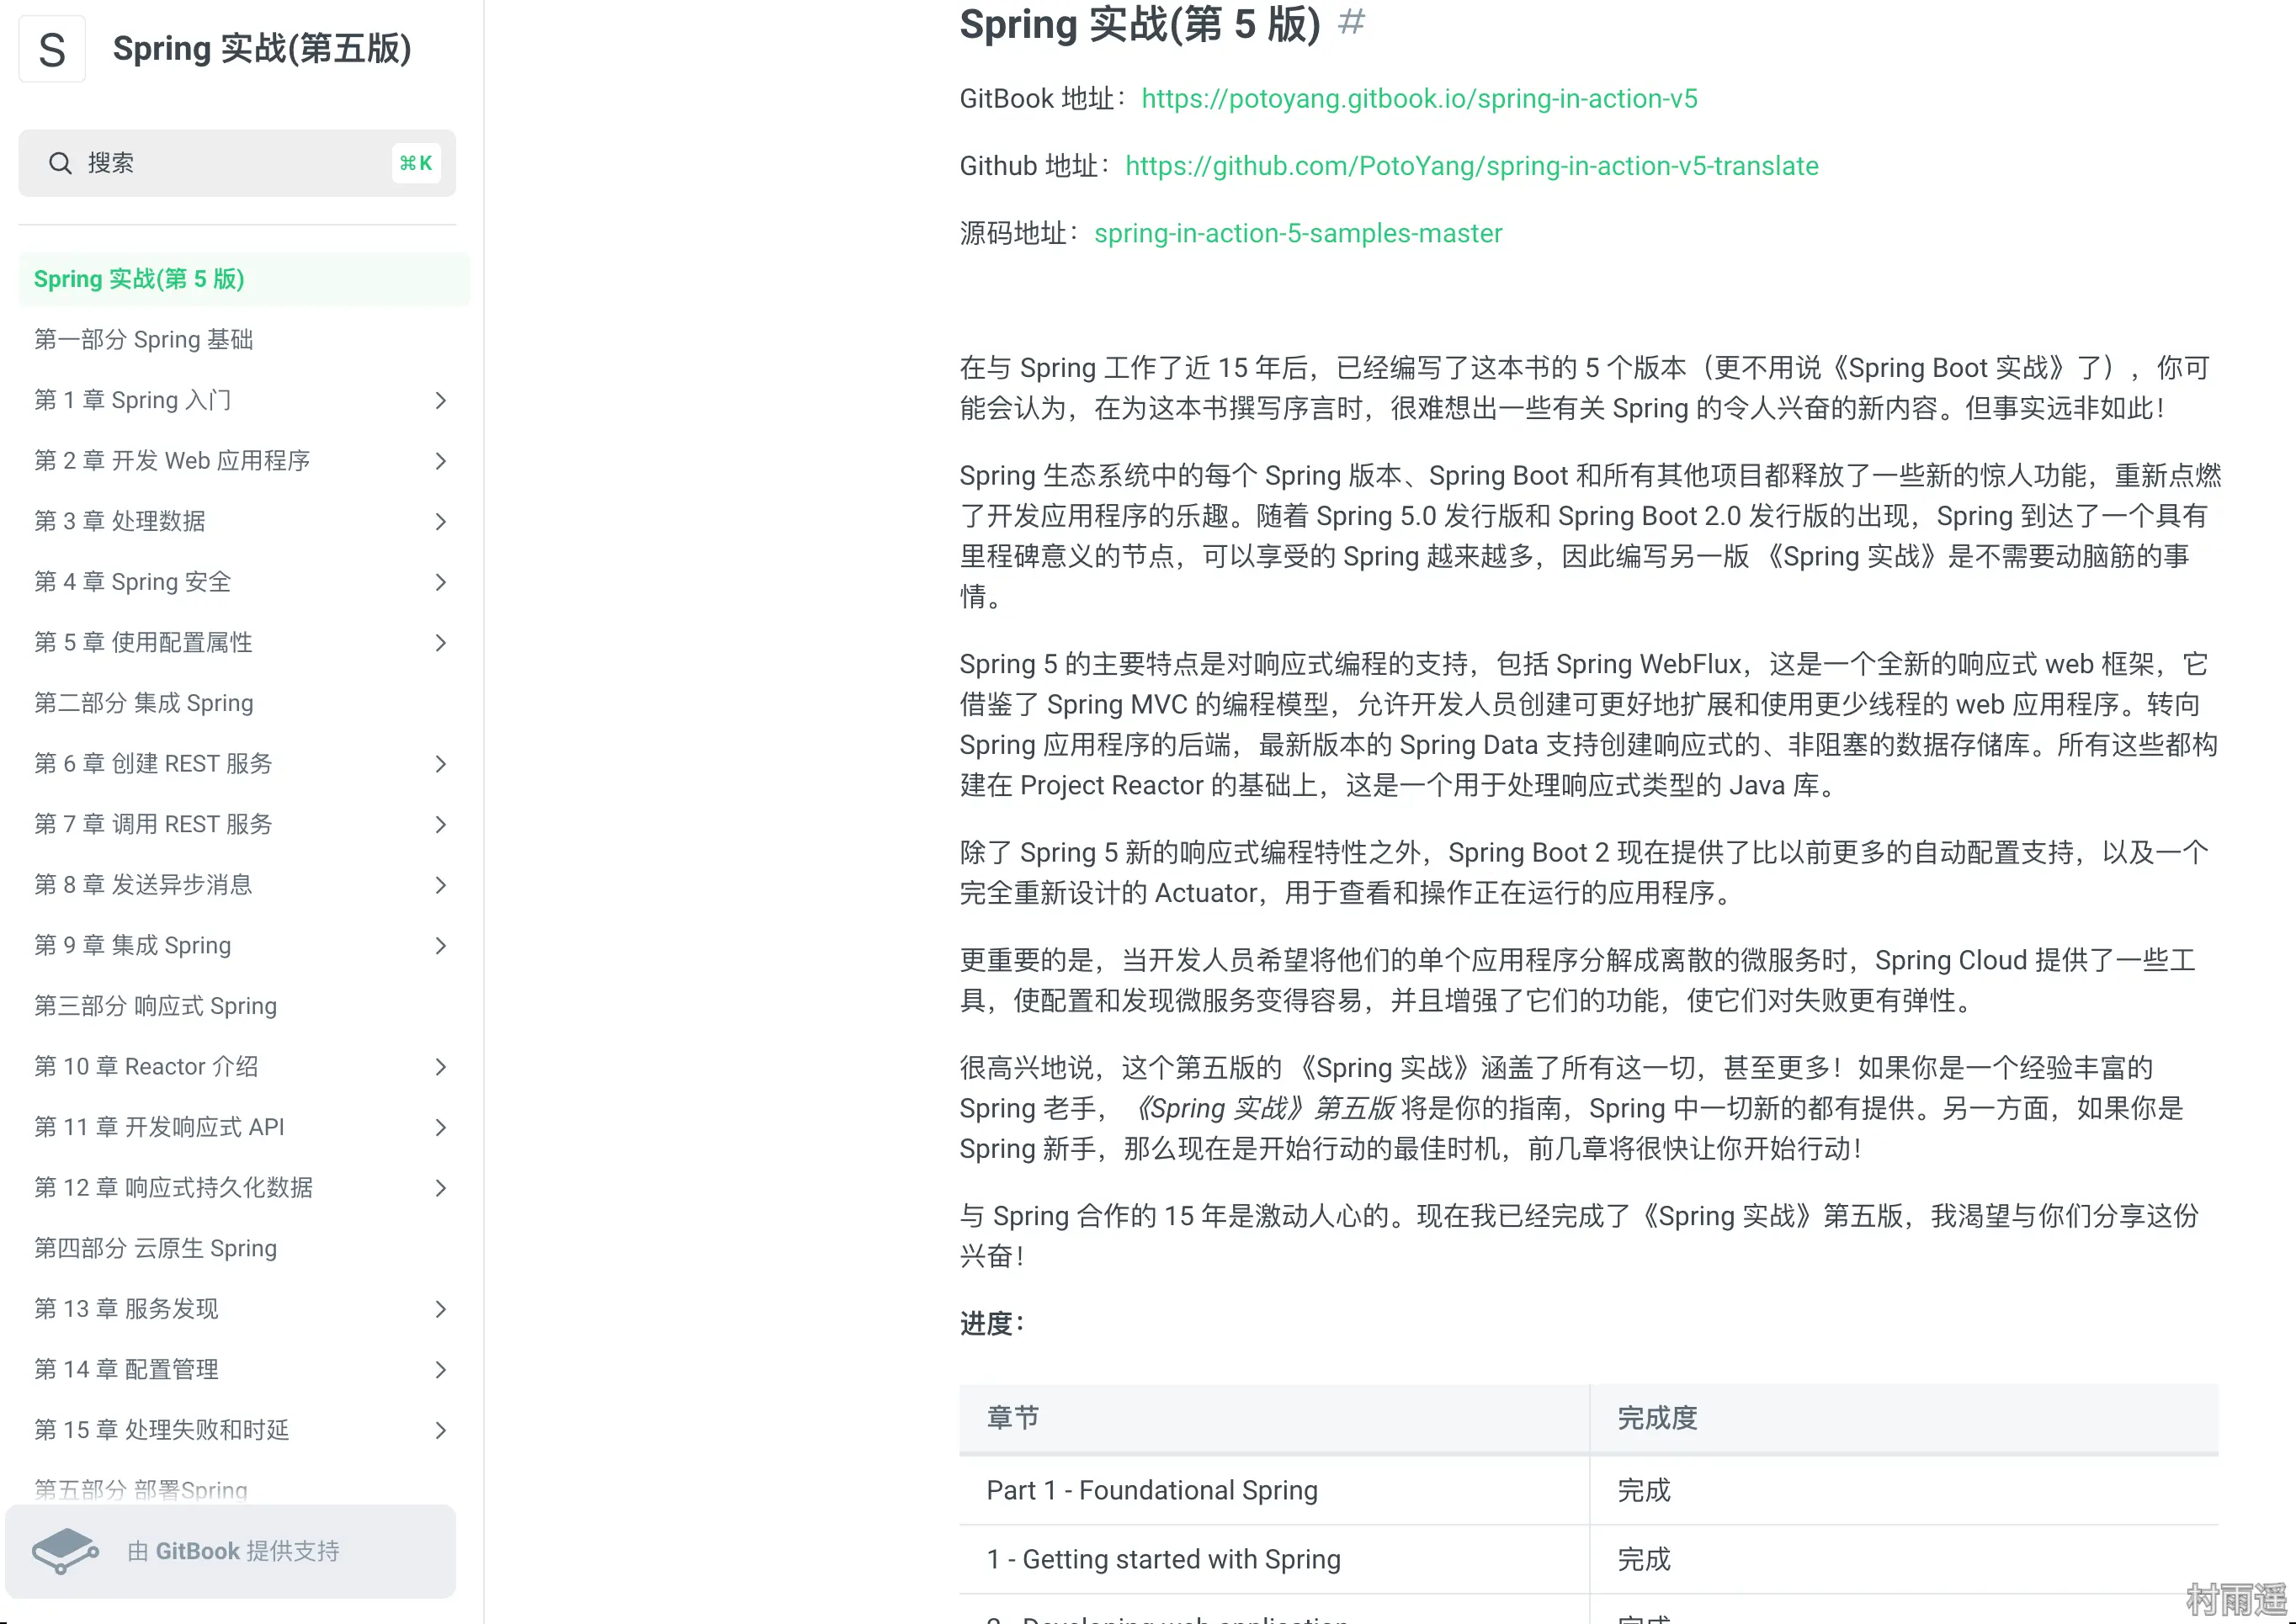 S
Spring 实战(第五版)
搜索
⌘K
Spring 实战(第 5 版)
第一部分 Spring 基础
第 1 章 Spring 入门
第 2 章 开发 Web 应用程序
第 3 章 处理数据
第 4 章 Spring 安全
第 5 章 使用配置属性
第二部分 集成 Spring
第 6 章 创建 REST 服务
第 7 章 调用 REST 服务
第 8 章 发送异步消息
第 9 章 集成 Spring
第三部分 响应式 Spring
第 10 章 Reactor 介绍
第 11 章 开发响应式 API
第 12 章 响应式持久化数据
第四部分 云原生 Spring
第 13 章 服务发现
第 14 章 配置管理
第 15 章 处理失败和时延
第五部分 部署Spring
由 GitBook 提供支持
Spring 实战(第 5 版) #
GitBook 地址：https://potoyang.gitbook.io/spring-in-action-v5
Github 地址：https://github.com/PotoYang/spring-in-action-v5-translate
源码地址：spring-in-action-5-samples-master
在与 Spring 工作了近 15 年后，已经编写了这本书的 5 个版本（更不用说《Spring Boot 实战》了），你可
能会认为，在为这本书撰写序言时，很难想出一些有关 Spring 的令人兴奋的新内容。但事实远非如此！
Spring 生态系统中的每个 Spring 版本、Spring Boot 和所有其他项目都释放了一些新的惊人功能，重新点燃
了开发应用程序的乐趣。随着 Spring 5.0 发行版和 Spring Boot 2.0 发行版的出现，Spring 到达了一个具有
里程碑意义的节点，可以享受的 Spring 越来越多，因此编写另一版 《Spring 实战》是不需要动脑筋的事
情。
Spring 5 的主要特点是对响应式编程的支持，包括 Spring WebFlux，这是一个全新的响应式 web 框架，它
借鉴了 Spring MVC 的编程模型，允许开发人员创建可更好地扩展和使用更少线程的 web 应用程序。转向
Spring 应用程序的后端，最新版本的 Spring Data 支持创建响应式的、非阻塞的数据存储库。所有这些都构
建在 Project Reactor 的基础上，这是一个用于处理响应式类型的 Java 库。
除了 Spring 5 新的响应式编程特性之外，Spring Boot 2 现在提供了比以前更多的自动配置支持，以及一个
完全重新设计的 Actuator，用于查看和操作正在运行的应用程序。
更重要的是，当开发人员希望将他们的单个应用程序分解成离散的微服务时，Spring Cloud 提供了一些工
具，使配置和发现微服务变得容易，并且增强了它们的功能，使它们对失败更有弹性。
很高兴地说，这个第五版的 《Spring 实战》涵盖了所有这一切，甚至更多！如果你是一个经验丰富的
Spring 老手，《Spring 实战》第五版 将是你的指南，Spring 中一切新的都有提供。另一方面，如果你是
Spring 新手，那么现在是开始行动的最佳时机，前几章将很快让你开始行动！
与 Spring 合作的 15 年是激动人心的。现在我已经完成了《Spring 实战》第五版，我渴望与你们分享这份
兴奋！
进度：
章节 完成度
Part 1 - Foundational Spring 完成
1 - Getting started with Spring 完成
2 - Developing web application 完成
村雨遥